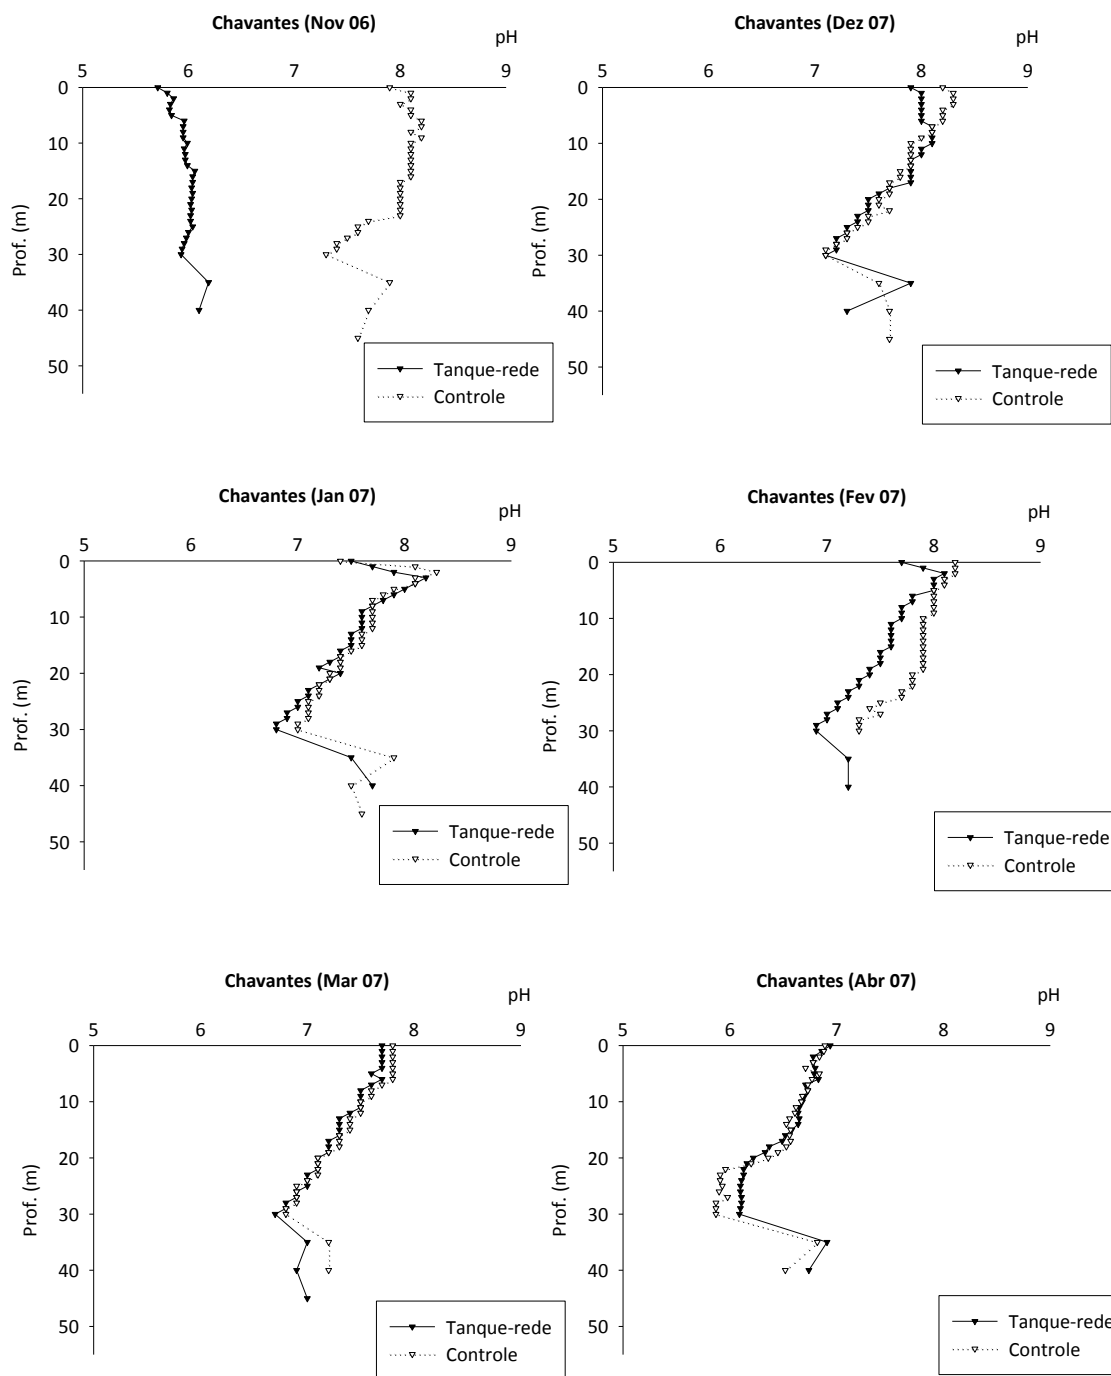 Chavantes (Nov 06)
pH
5 6 7 8 9
0
10
20
30
40
50
Prof. (m)
Tanque-rede
Controle
Chavantes (Dez 07)
pH
5 6 7 8 9
0
10
20
30
40
50
Prof. (m)
Tanque-rede
Controle
Chavantes (Jan 07)
pH
5 6 7 8 9
0
10
20
30
40
50
Prof. (m)
Tanque-rede
Controle
Chavantes (Fev 07)
pH
5 6 7 8 9
0
10
20
30
40
50
Prof. (m)
Tanque-rede
Controle
Chavantes (Mar 07)
pH
5 6 7 8 9
0
10
20
30
40
50
Prof. (m)
Tanque-rede
Controle
Chavantes (Abr 07)
pH
5 6 7 8 9
0
10
20
30
40
50
Prof. (m)
Tanque-rede
Controle